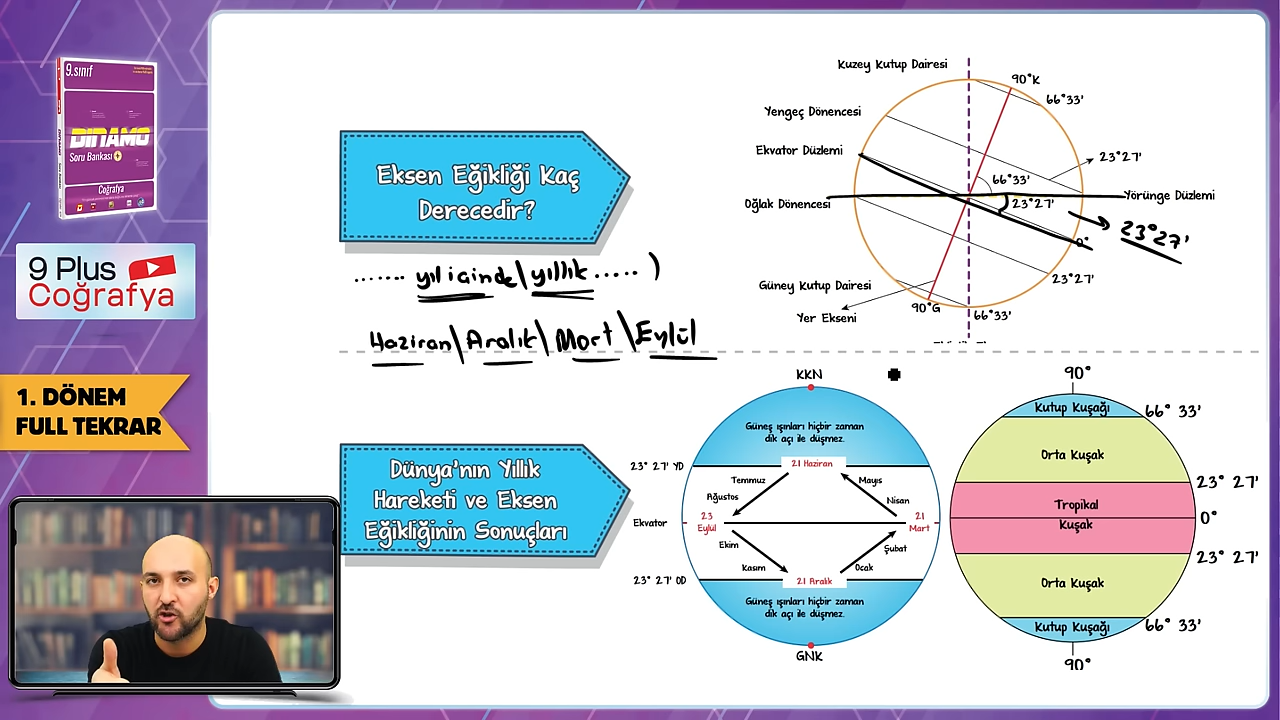 9.sınıf
DİNAMO
Soru Bankası +
Coğrafya
9 Plus
Coğrafya
1. DÖNEM
FULL TEKRAR
Eksen Eğikliği Kaç
Derecedir?
...... yıl içinde \ yıllık ..... )
Haziran \ Aralık \ Mart \ Eylül
Kuzey Kutup Dairesi
90°K
66°33'
Yengeç Dönencesi
Ekvator Düzlemi
23°27'
66°33'
Yörünge Düzlemi
Oğlak Dönencesi
23°27'
23°27'
0°
Güney Kutup Dairesi
23°27'
90°G
66°33'
Yer Ekseni
Dünya'nın Yıllık
Hareketi ve Eksen
Eğikliğinin Sonuçları
KKN
Güneş ışınları hiçbir zaman
dik açı ile düşmez.
23° 27' YD
21 Haziran
Temmuz
Mayıs
Ağustos
Nisan
Ekvator
23
Eylül
21
Mart
Ekim
Şubat
Kasım
Ocak
23° 27' OD
21 Aralık
Güneş ışınları hiçbir zaman
dik açı ile düşmez.
GNK
90°
Kutup Kuşağı
66° 33'
Orta Kuşak
23° 27'
Tropikal
Kuşak
0°
23° 27'
Orta Kuşak
Kutup Kuşağı
66° 33'
90°